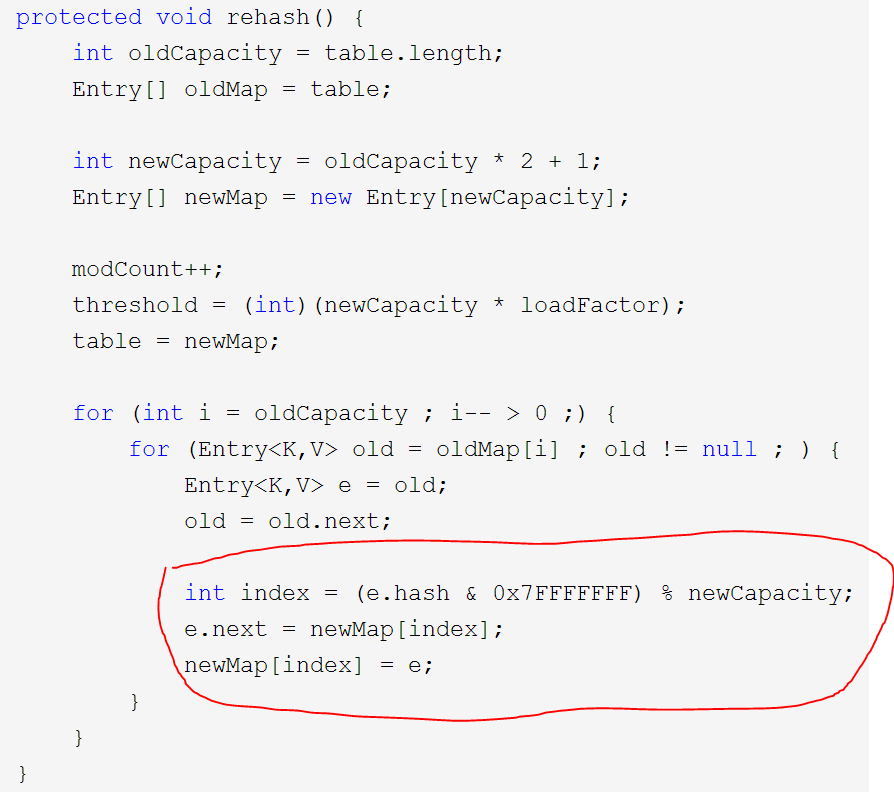 protected void rehash() {
    int oldCapacity = table.length;
    Entry[] oldMap = table;

    int newCapacity = oldCapacity * 2 + 1;
    Entry[] newMap = new Entry[newCapacity];

    modCount++;
    threshold = (int)(newCapacity * loadFactor);
    table = newMap;

    for (int i = oldCapacity ; i-- > 0 ;) {
        for (Entry<K,V> old = oldMap[i] ; old != null ; ) {
            Entry<K,V> e = old;
            old = old.next;

            int index = (e.hash & 0x7FFFFFFF) % newCapacity;
            e.next = newMap[index];
            newMap[index] = e;
        }
    }
}